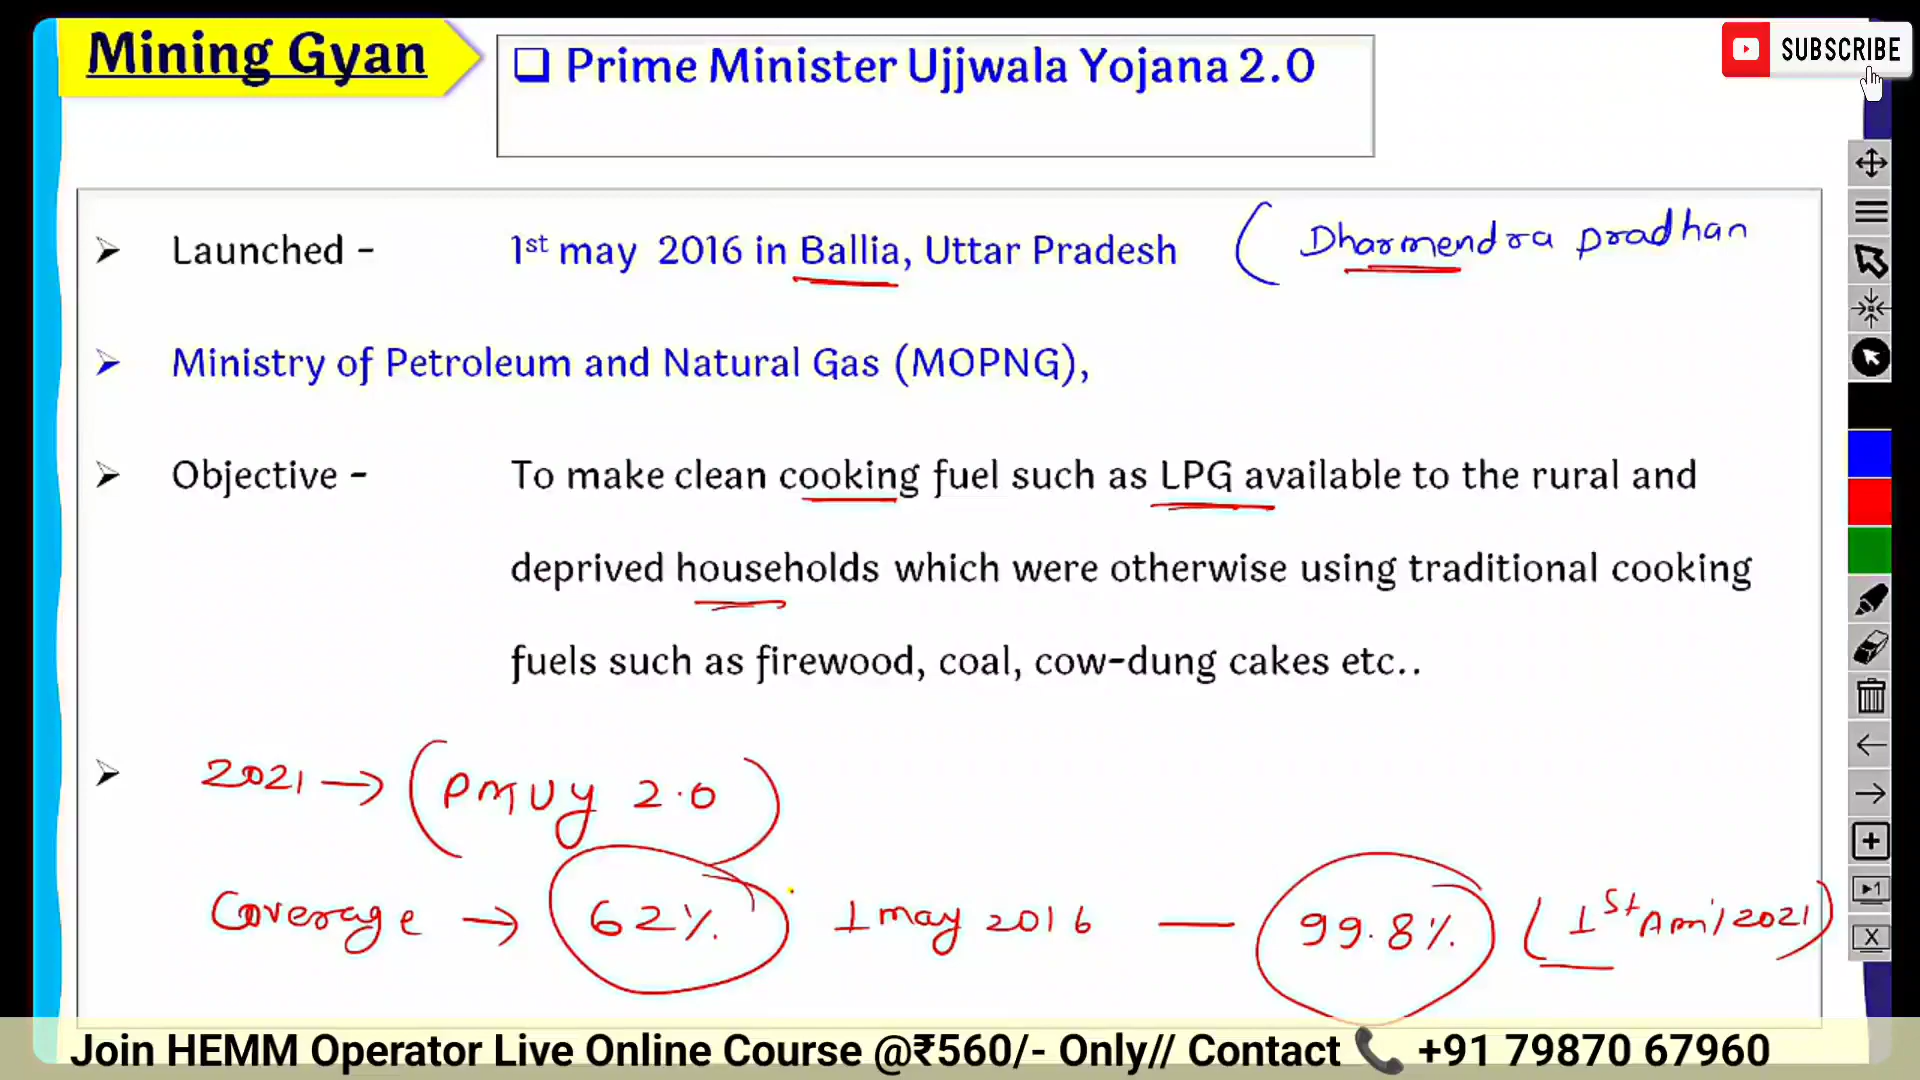 Mining Gyan
❑ Prime Minister Ujjwala Yojana 2.0
SUBSCRIBE
➢ Launched - 1st may 2016 in Ballia, Uttar Pradesh ( Dharmendra pradhan
➢ Ministry of Petroleum and Natural Gas (MOPNG),
➢ Objective - To make clean cooking fuel such as LPG available to the rural and
deprived households which were otherwise using traditional cooking
fuels such as firewood, coal, cow-dung cakes etc..
➢ 2021 → (PMUY 2.0)
Coverage → 62% 1 may 2016 — 99.8% (1st April 2021)
Join HEMM Operator Live Online Course @₹560/- Only// Contact 📞 +91 79870 67960